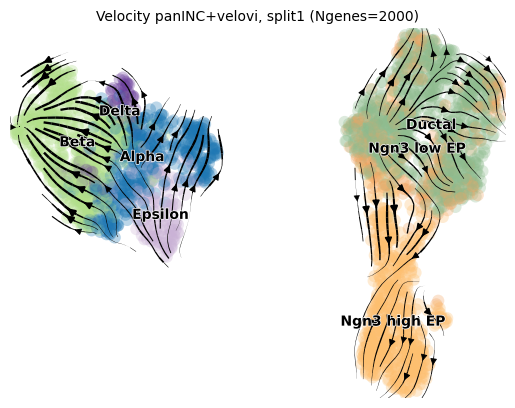 Velocity panINC+velovi, split1 (Ngenes=2000)
Delta
Beta
Alpha
Epsilon
Ductal
Ngn3 low EP
Ngn3 high EP